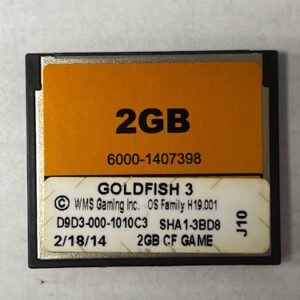 2GB
6000-1407398
GOLDFISH 3
© WMS Gaming Inc. OS Family H19.001
D9D3-000-1010C3 SHA1-3BD8
2/18/14 2GB CF GAME
J10